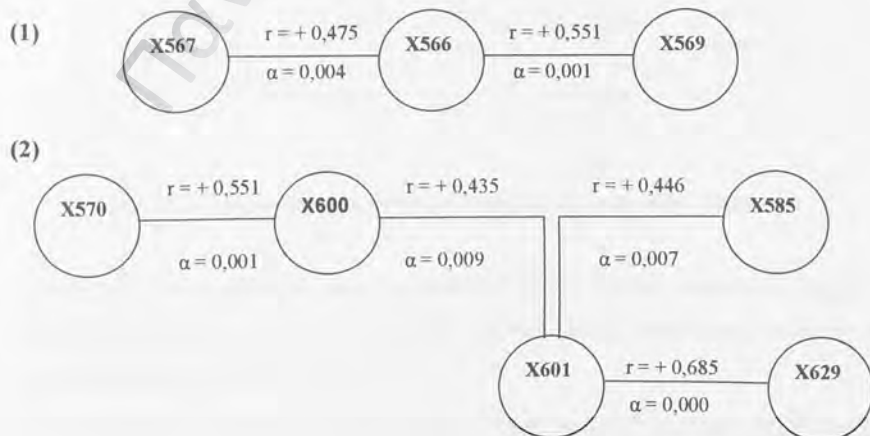 (1)
X567
r = + 0,475
α = 0,004
X566
r = + 0,551
α = 0,001
X569
(2)
X570
r = + 0,551
α = 0,001
X600
r = + 0,435
α = 0,009
r = + 0,446
α = 0,007
X585
X601
r = + 0,685
α = 0,000
X629